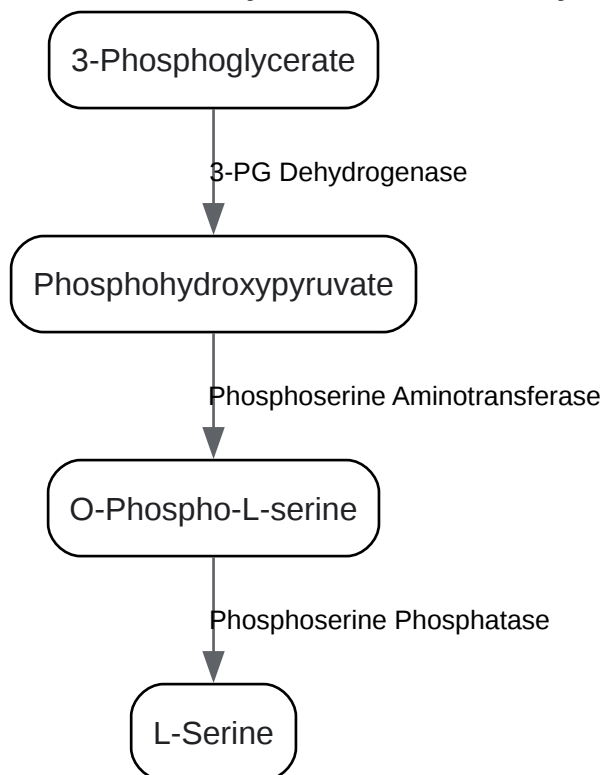 3-Phosphoglycerate
3-PG Dehydrogenase
Phosphohydroxypyruvate
Phosphoserine Aminotransferase
O-Phospho-L-serine
Phosphoserine Phosphatase
L-Serine